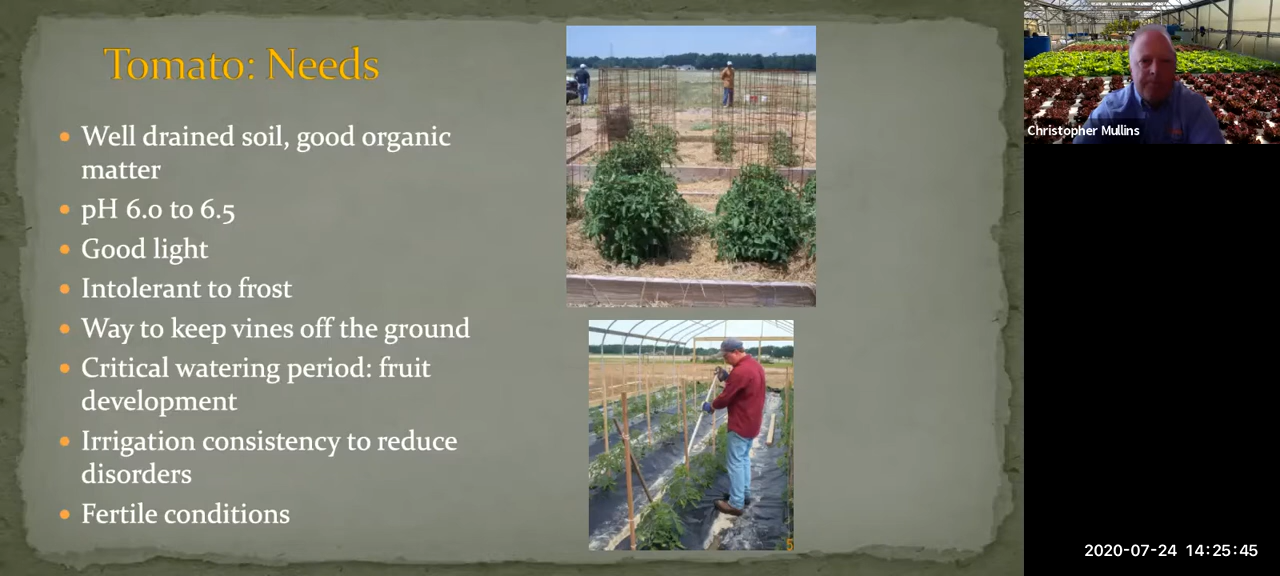 Tomato: Needs
Well drained soil, good organic
matter
pH 6.0 to 6.5
Good light
Intolerant to frost
Way to keep vines off the ground
Critical watering period: fruit
development
Irrigation consistency to reduce
disorders
Fertile conditions
5
Christopher Mullins
2020-07-24 14:25:45